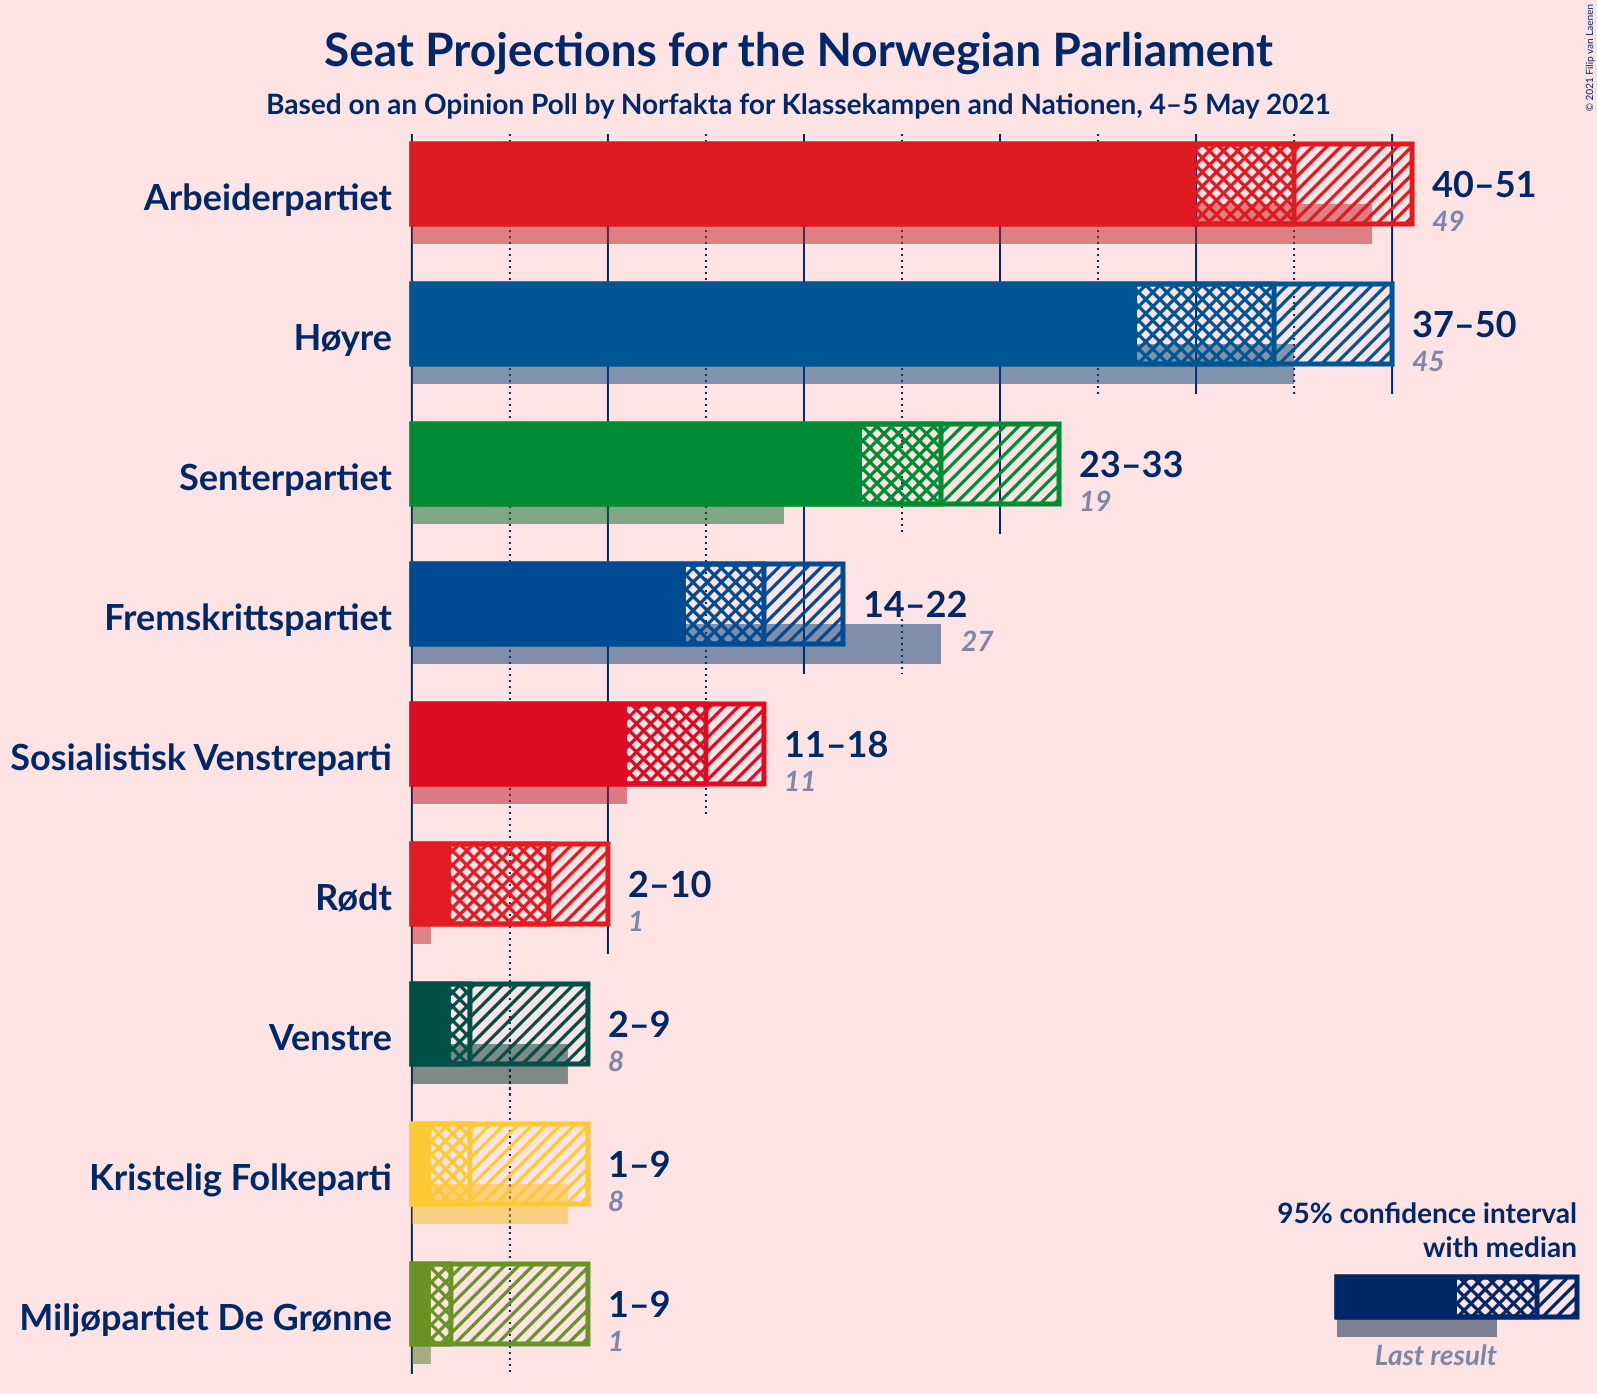 Seat Projections for the Norwegian Parliament
Based on an Opinion Poll by Norfakta for Klassekampen and Nationen, 4–5 May 2021
© 2021 Filip van Laenen
Arbeiderpartiet
40–51
49
Høyre
37–50
45
Senterpartiet
23–33
19
Fremskrittspartiet
14–22
27
Sosialistisk Venstreparti
11–18
11
Rødt
2–10
1
Venstre
2–9
8
Kristelig Folkeparti
1–9
8
Miljøpartiet De Grønne
1–9
1
95% confidence interval
with median
Last result